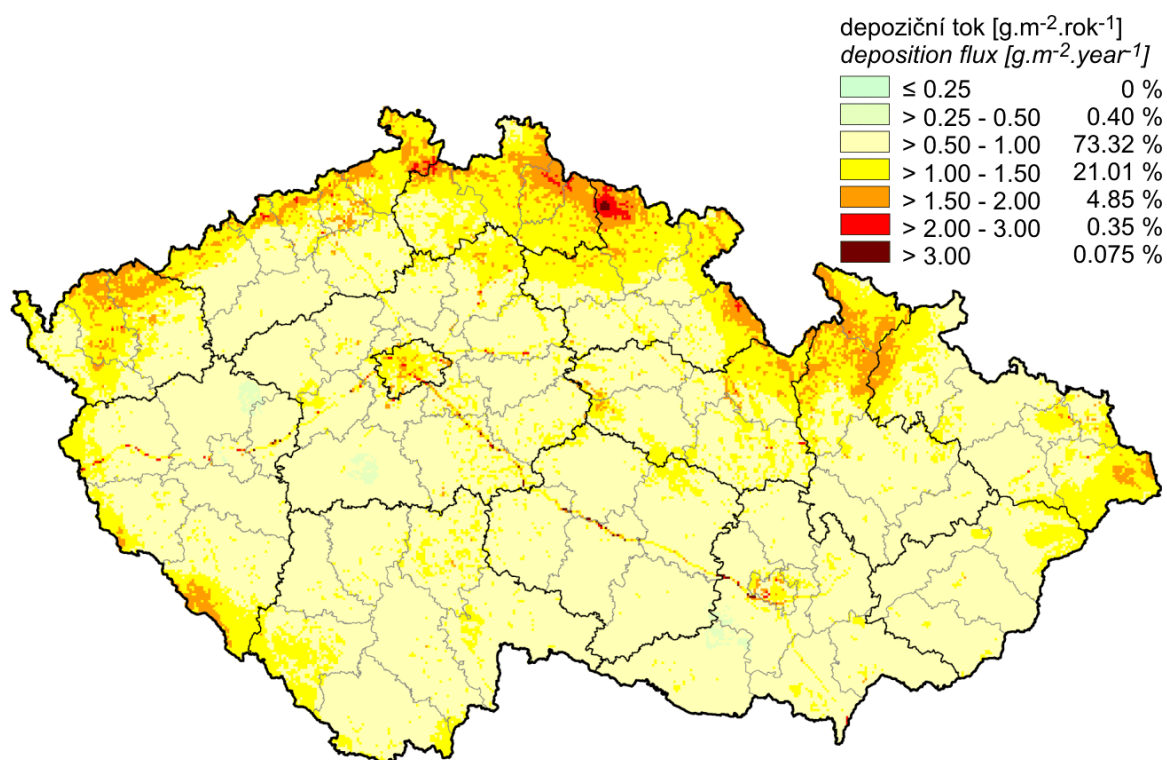 depoziční tok [g.m⁻².rok⁻¹]
deposition flux [g.m⁻².year⁻¹]
≤ 0.25 0 %
> 0.25 - 0.50 0.40 %
> 0.50 - 1.00 73.32 %
> 1.00 - 1.50 21.01 %
> 1.50 - 2.00 4.85 %
> 2.00 - 3.00 0.35 %
> 3.00 0.075 %